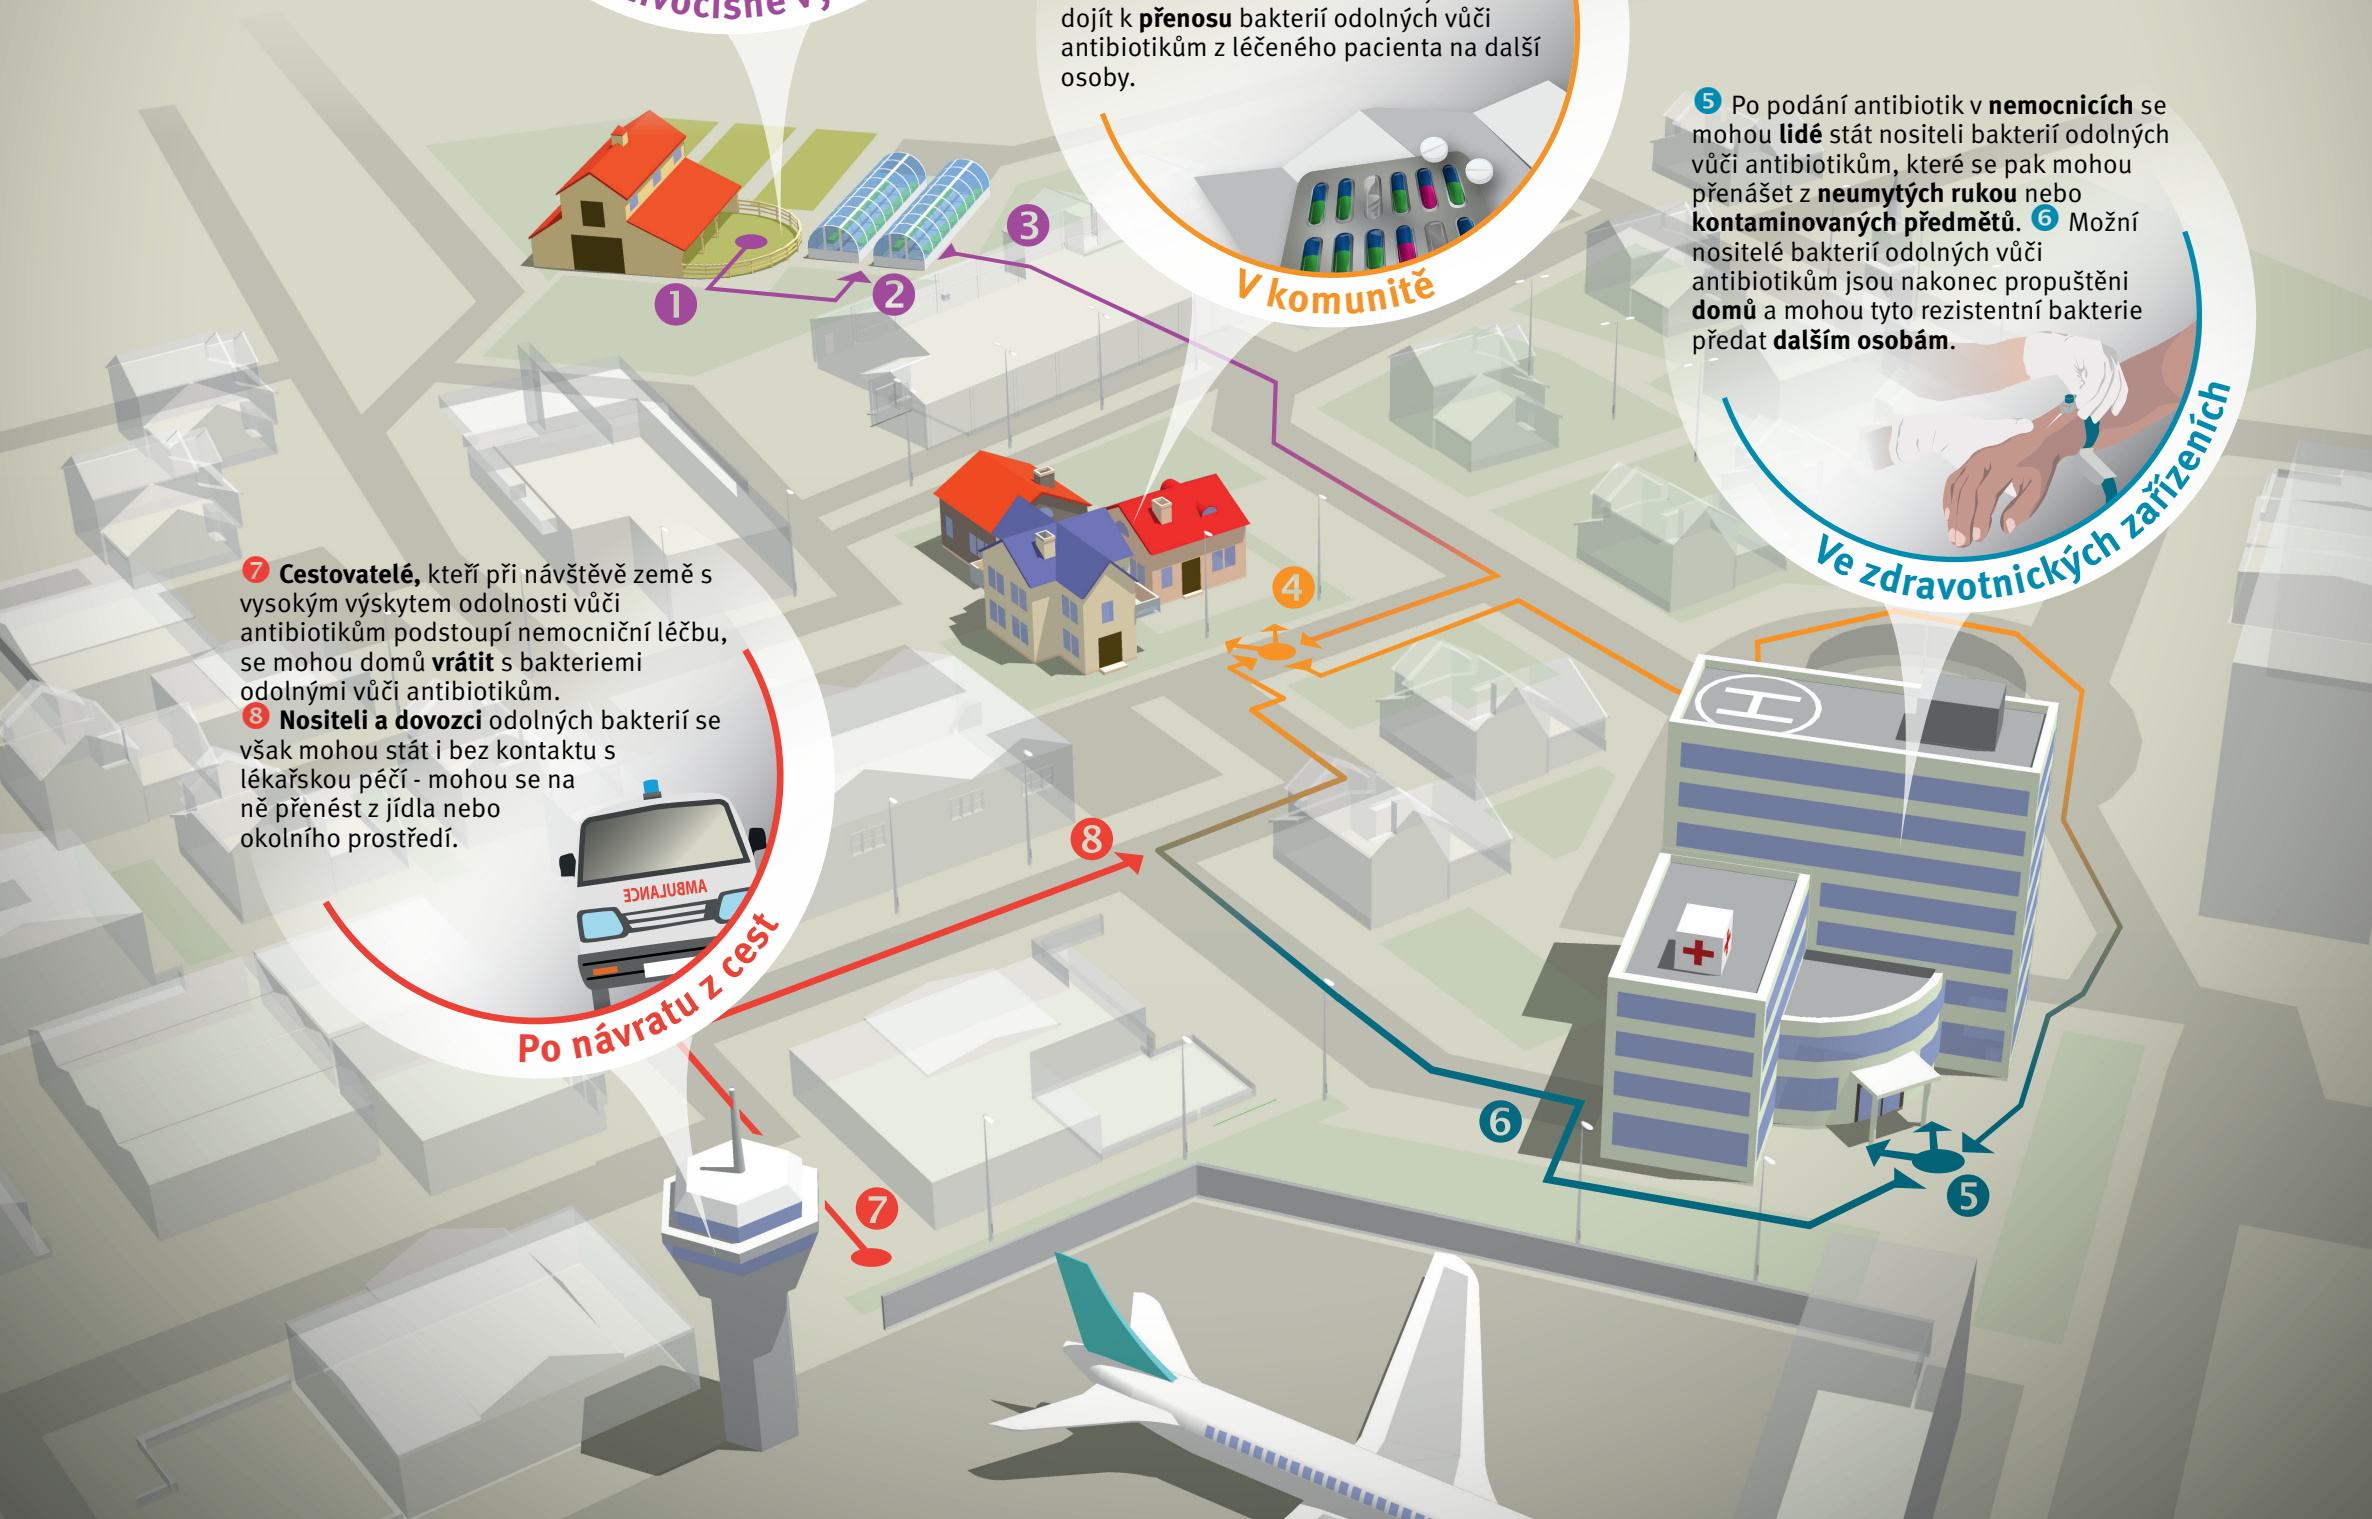 dojít k přenosu bakterií odolných vůči
antibiotikům z léčeného pacienta na další
osoby.
V komunitě
5 Po podání antibiotik v nemocnicích se
mohou lidé stát nositeli bakterií odolných
vůči antibiotikům, které se pak mohou
přenášet z neumytých rukou nebo
kontaminovaných předmětů. 6 Možní
nositelé bakterií odolných vůči
antibiotikům jsou nakonec propuštěni
domů a mohou tyto rezistentní bakterie
předat dalším osobám.
Ve zdravotnických zařízeních
1
2
3
4
7 Cestovatelé, kteří při návštěvě země s
vysokým výskytem odolnosti vůči
antibiotikům podstoupí nemocniční léčbu,
se mohou domů vrátit s bakteriemi
odolnými vůči antibiotikům.
8 Nositeli a dovozci odolných bakterií se
však mohou stát i bez kontaktu s
lékařskou péčí - mohou se na
ně přenést z jídla nebo
okolního prostředí.
AMBULANCE
Po návratu z cest
8
H
6
5
7